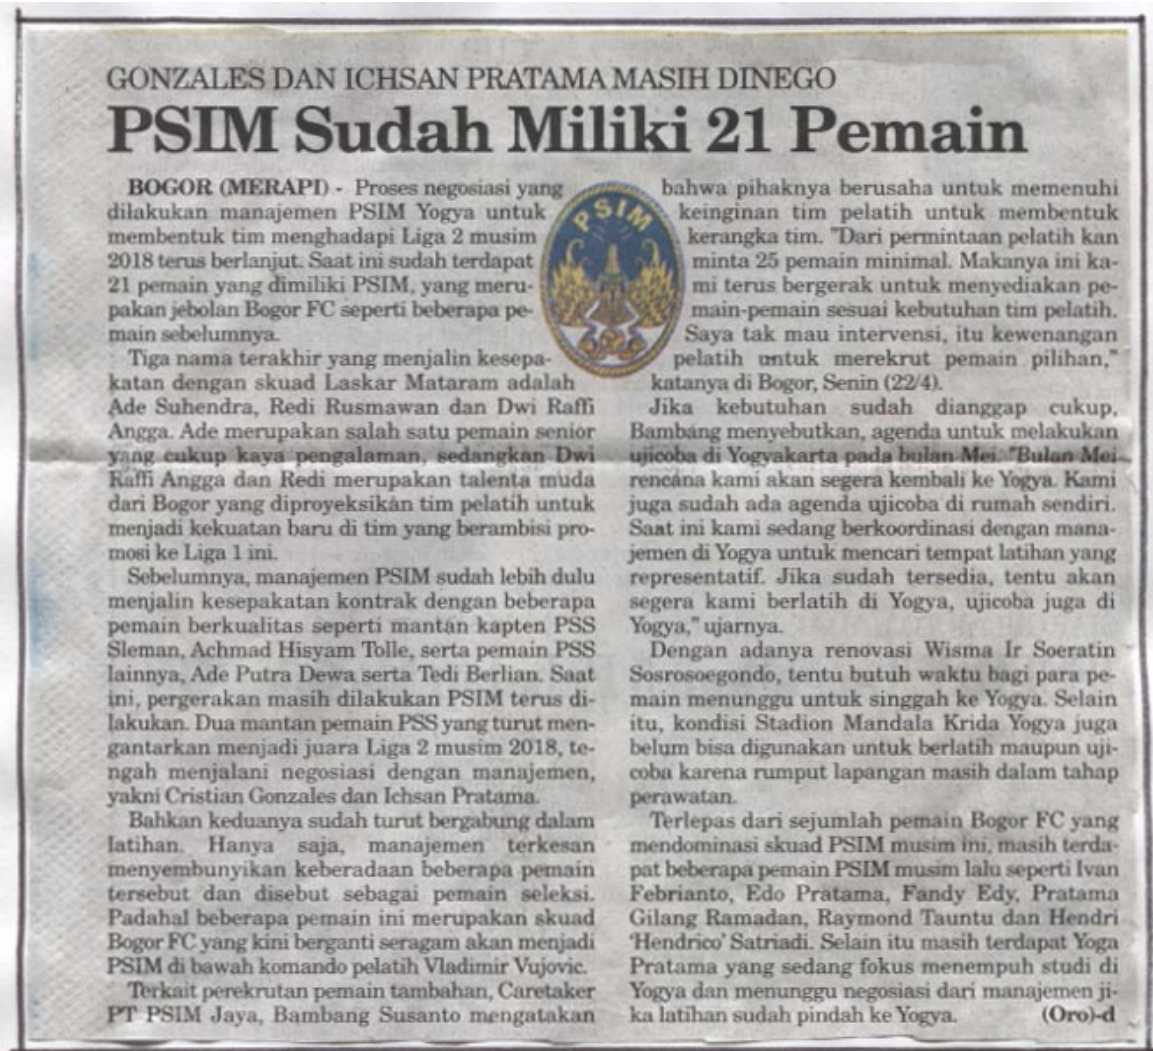 GONZALES DAN ICHSAN PRATAMA MASIH DINEGO
PSIM Sudah Miliki 21 Pemain
BOGOR (MERAPI) - Proses negosiasi yang
dilakukan manajemen PSIM Yogya untuk
membentuk tim menghadapi Liga 2 musim
2018 terus berlanjut. Saat ini sudah terdapat
21 pemain yang dimiliki PSIM, yang meru-
pakan jebolan Bogor FC seperti beberapa pe-
main sebelumnya.
Tiga nama terakhir yang menjalin kesepa-
katan dengan skuad Laskar Mataram adalah
Ade Suhendra, Redi Rusmawan dan Dwi Raffi
Angga. Ade merupakan salah satu pemain senior
yang cukup kaya pengalaman, sedangkan Dwi
Raffi Angga dan Redi merupakan talenta muda
dari Bogor yang diproyeksikan tim pelatih untuk
menjadi kekuatan baru di tim yang berambisi pro-
mosi ke Liga 1 ini.
Sebelumnya, manajemen PSIM sudah lebih dulu
menjalin kesepakatan kontrak dengan beberapa
pemain berkualitas seperti mantan kapten PSS
Sleman, Achmad Hisyam Tolle, serta pemain PSS
lainnya, Ade Putra Dewa serta Tedi Berlian. Saat
ini, pergerakan masih dilakukan PSIM terus di-
lakukan. Dua mantan pemain PSS yang turut men-
gantarkan menjadi juara Liga 2 musim 2018, te-
ngah menjalani negosiasi dengan manajemen,
yakni Cristian Gonzales dan Ichsan Pratama.
Bahkan keduanya sudah turut bergabung dalam
latihan. Hanya saja, manajemen terkesan
menyembunyikan keberadaan beberapa pemain
tersebut dan disebut sebagai pemain seleksi.
Padahal beberapa pemain ini merupakan skuad
Bogor FC yang kini berganti seragam akan menjadi
PSIM di bawah komando pelatih Vladimir Vujovic.
Terkait perekrutan pemain tambahan, Caretaker
PT PSIM Jaya, Bambang Susanto mengatakan
PSIM
bahwa pihaknya berusaha untuk memenuhi
keinginan tim pelatih untuk membentuk
kerangka tim. "Dari permintaan pelatih kan
minta 25 pemain minimal. Makanya ini ka-
mi terus bergerak untuk menyediakan pe-
main-pemain sesuai kebutuhan tim pelatih.
Saya tak mau intervensi, itu kewenangan
pelatih untuk merekrut pemain pilihan,"
katanya di Bogor, Senin (22/4).
Jika kebutuhan sudah dianggap cukup,
Bambang menyebutkan, agenda untuk melakukan
ujicoba di Yogyakarta pada bulan Mei. "Bulan Mei
rencana kami akan segera kembali ke Yogya. Kami
juga sudah ada agenda ujicoba di rumah sendiri.
Saat ini kami sedang berkoordinasi dengan mana-
jemen di Yogya untuk mencari tempat latihan yang
representatif. Jika sudah tersedia, tentu akan
segera kami berlatih di Yogya, ujicoba juga di
Yogya," ujarnya.
Dengan adanya renovasi Wisma Ir Soeratin
Sosrosoegondo, tentu butuh waktu bagi para pe-
main menunggu untuk singgah ke Yogya. Selain
itu, kondisi Stadion Mandala Krida Yogya juga
belum bisa digunakan untuk berlatih maupun uji-
coba karena rumput lapangan masih dalam tahap
perawatan.
Terlepas dari sejumlah pemain Bogor FC yang
mendominasi skuad PSIM musim ini, masih terda-
pat beberapa pemain PSIM musim lalu seperti Ivan
Febrianto, Edo Pratama, Fandy Edy, Pratama
Gilang Ramadan, Raymond Tauntu dan Hendri
'Hendrico' Satriadi. Selain itu masih terdapat Yoga
Pratama yang sedang fokus menempuh studi di
Yogya dan menunggu negosiasi dari manajemen ji-
ka latihan sudah pindah ke Yogya. (Oro)-d